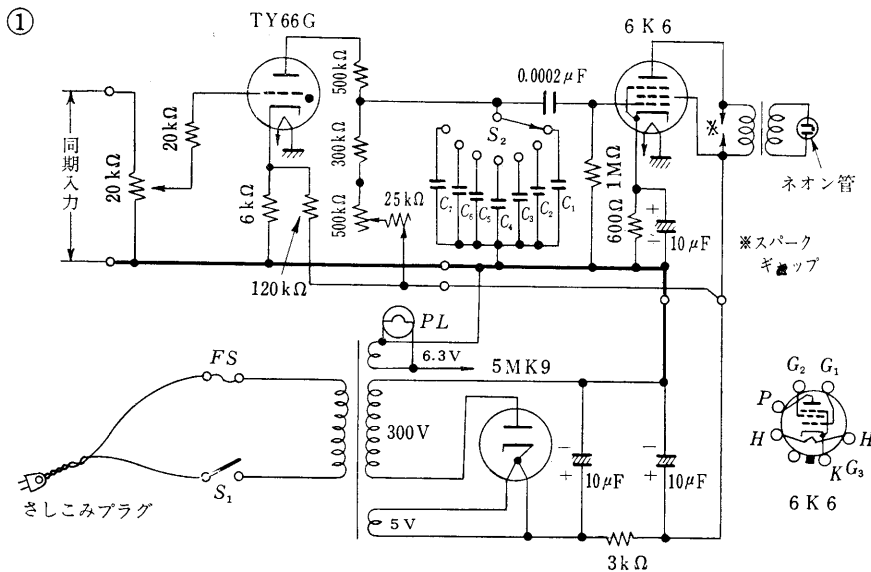 ①
TY66G
6K6
500kΩ
0.0002μF
同期入力
20kΩ
20kΩ
300kΩ
S₂
※
ネオン管
6kΩ
25kΩ
500kΩ
C₇
C₆
C₅
C₄
C₃
C₂
C₁
1MΩ
600Ω
+
−
10μF
※スパーク
ギャップ
120kΩ
PL
6.3V
FS
5MK9
300V
S₁
さしこみプラグ
5V
−
+
10μF
−
+
10μF
3kΩ
G₂
G₁
P
H
H
K
G₃
6K6